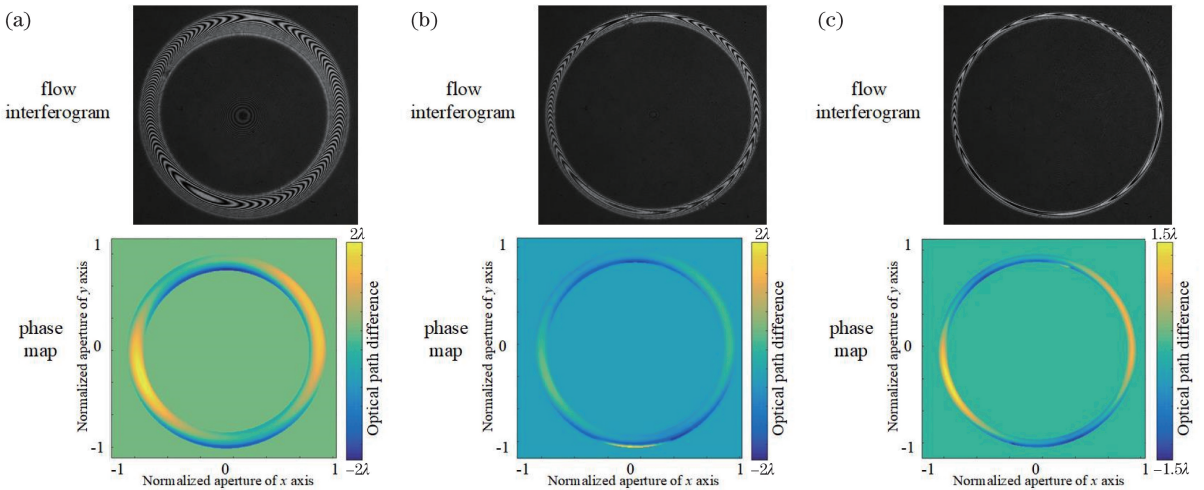 (a)
flow
interferogram
2λ
1
0
-1
Normalized aperture of y axis
phase
map
Optical path difference
−2λ
-1
0
1
Normalized aperture of x axis
(b)
flow
interferogram
2λ
1
0
-1
Normalized aperture of y axis
phase
map
Optical path difference
−2λ
-1
0
1
Normalized aperture of x axis
(c)
flow
interferogram
1.5λ
1
0
-1
Normalized aperture of y axis
phase
map
Optical path difference
−1.5λ
-1
0
1
Normalized aperture of x axis